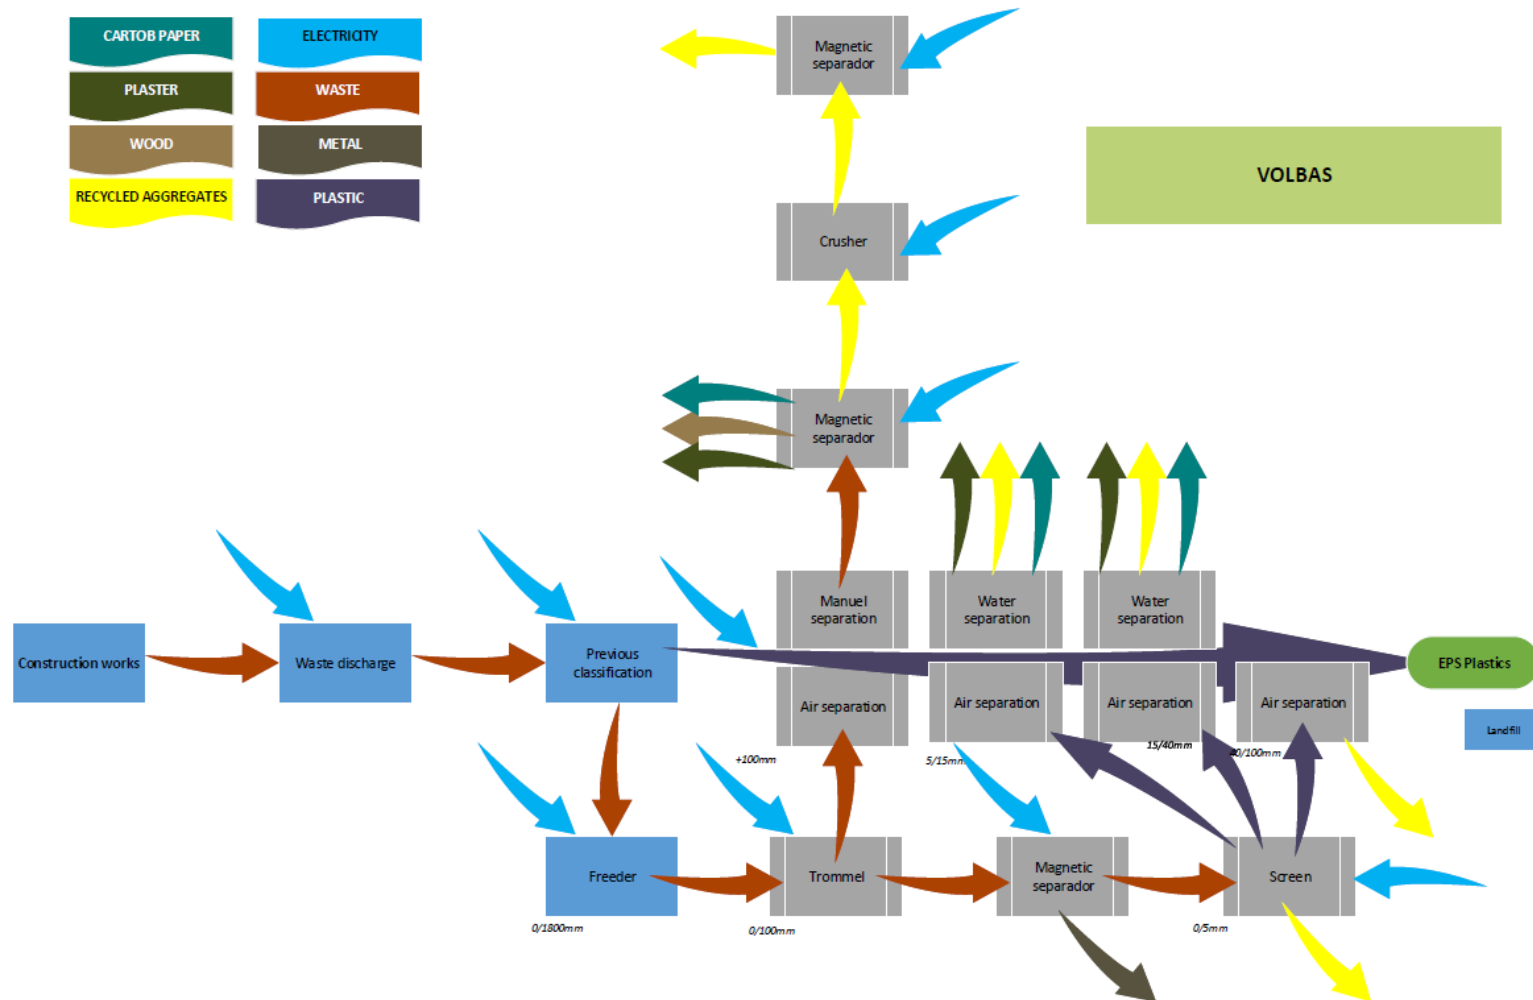 CARTOB PAPER
ELECTRICITY
PLASTER
WASTE
WOOD
METAL
RECYCLED AGGREGATES
PLASTIC
VOLBAS
Magnetic
separador
Crusher
Magnetic
separador
Manuel
separation
Water
separation
Water
separation
Construction works
Waste discharge
Previous
classification
EPS Plastics
Air separation
Air separation
Air separation
Air separation
Landfill
+100mm
5/15mm
15/40mm
40/100mm
Freeder
Trommel
Magnetic
separador
Screen
0/1800mm
0/100mm
0/5mm